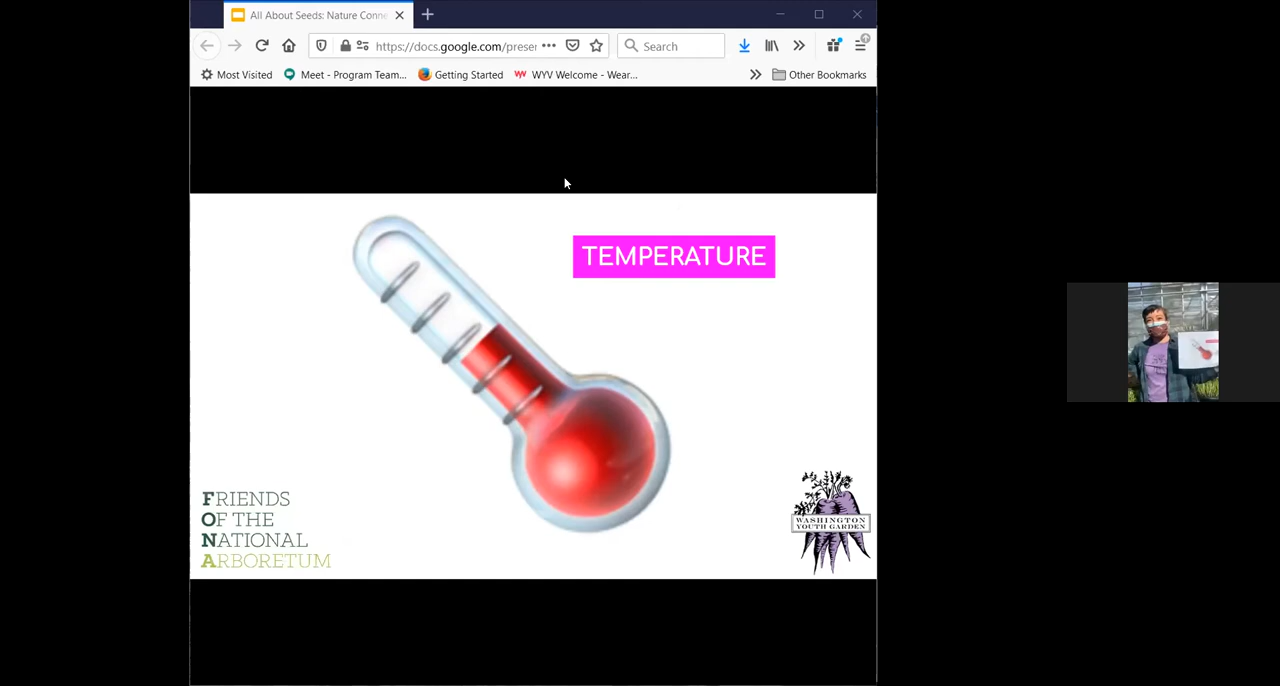 All About Seeds: Nature Conne
https://docs.google.com/preser
Search
Most Visited
Meet - Program Team...
Getting Started
WYV Welcome - Wear...
Other Bookmarks
TEMPERATURE
FRIENDS
OF THE
NATIONAL
ARBORETUM
WASHINGTON
YOUTH GARDEN